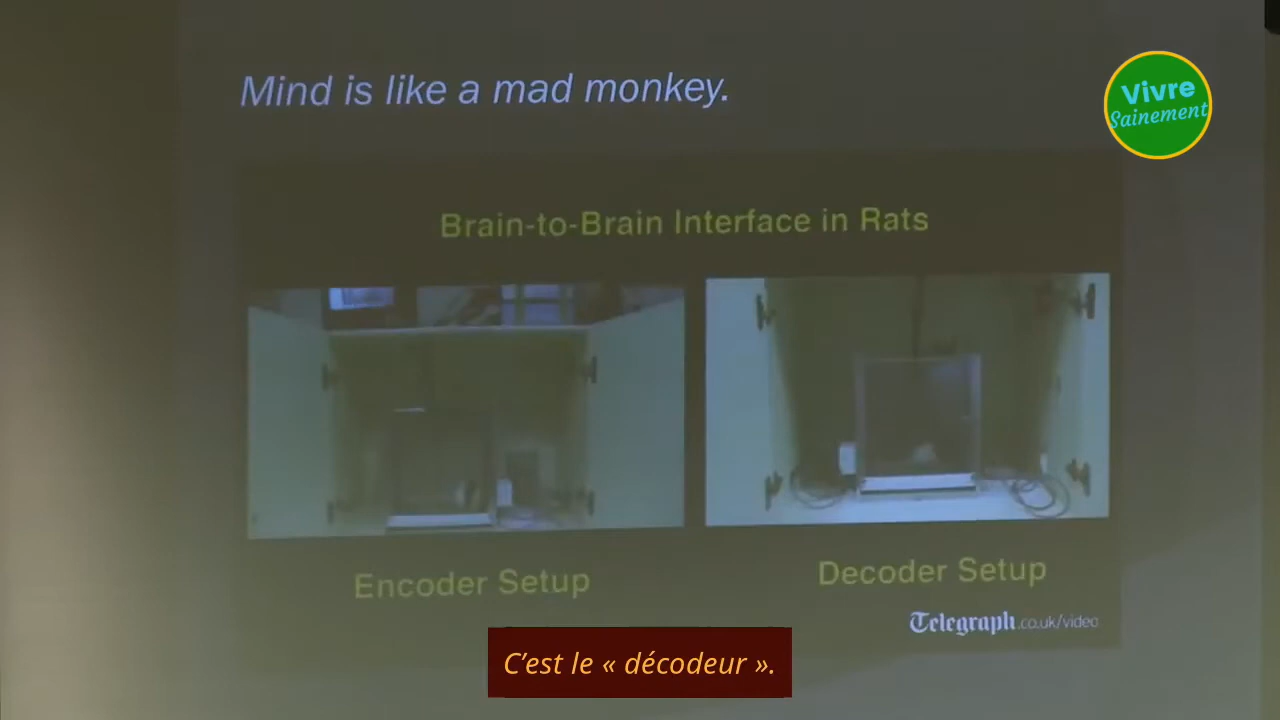 Mind is like a mad monkey.
Vivre
Sainement
Brain-to-Brain Interface in Rats
Encoder Setup
Decoder Setup
Telegraph.co.uk/video
C’est le « décodeur ».